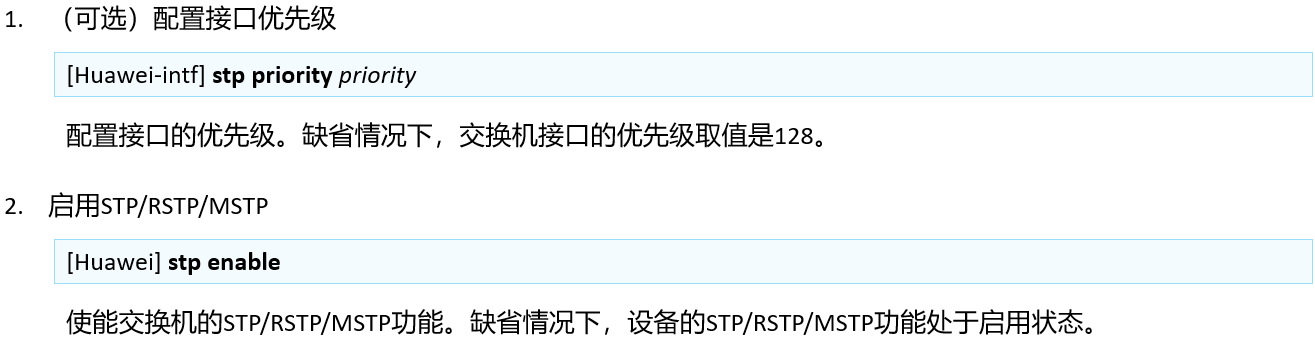 1. （可选）配置接口优先级
[Huawei-intf] stp priority priority
配置接口的优先级。缺省情况下，交换机接口的优先级取值是128。
2. 启用STP/RSTP/MSTP
[Huawei] stp enable
使能交换机的STP/RSTP/MSTP功能。缺省情况下，设备的STP/RSTP/MSTP功能处于启用状态。